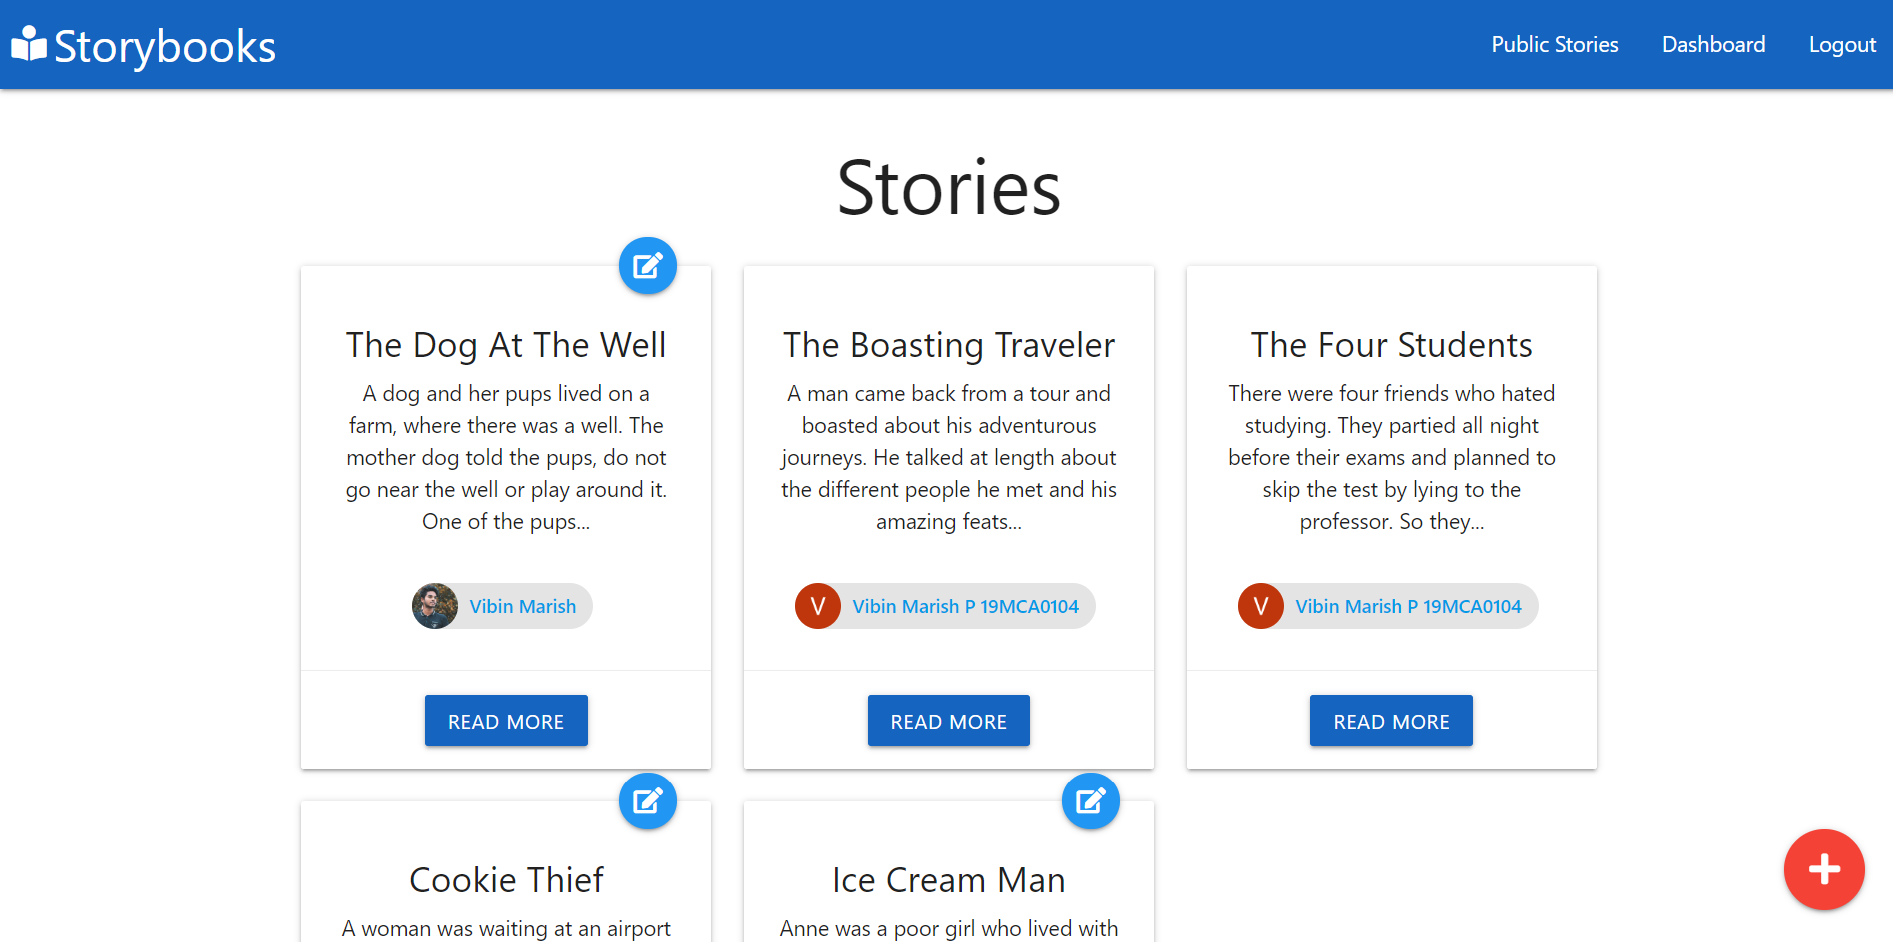 Storybooks
Public Stories
Dashboard
Logout
Stories
The Dog At The Well
A dog and her pups lived on a
farm, where there was a well. The
mother dog told the pups, do not
go near the well or play around it.
One of the pups...
Vibin Marish
READ MORE
The Boasting Traveler
A man came back from a tour and
boasted about his adventurous
journeys. He talked at length about
the different people he met and his
amazing feats...
V
Vibin Marish P 19MCA0104
READ MORE
The Four Students
There were four friends who hated
studying. They partied all night
before their exams and planned to
skip the test by lying to the
professor. So they...
V
Vibin Marish P 19MCA0104
READ MORE
Cookie Thief
A woman was waiting at an airport
Ice Cream Man
Anne was a poor girl who lived with